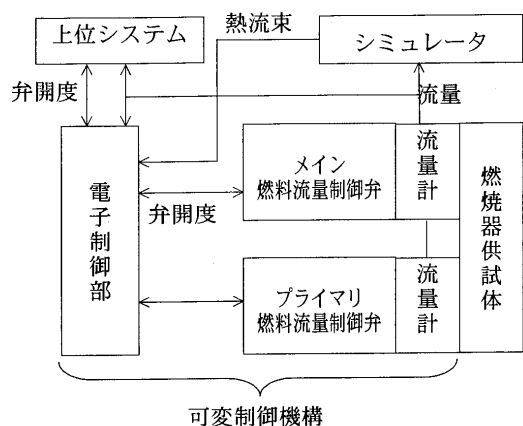 上位システム
熱流束
シミュレータ
弁開度
流量
電子制御部
メイン
燃料流量制御弁
流量計
燃焼器供試体
弁開度
プライマリ
燃料流量制御弁
流量計
可変制御機構